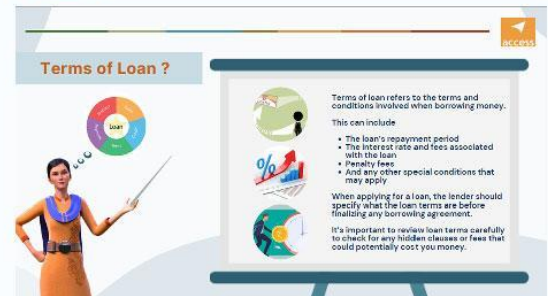 access
Terms of Loan ?
Loan
Terms of loan refers to the terms and
conditions involved when borrowing money.
This can include
• The loan's repayment period
• The interest rate and fees associated
with the loan
• Penalty fees
• And any other special conditions that
may apply
When applying for a loan, the lender should
specify what the loan terms are before
finalizing any borrowing agreement.
It's important to review loan terms carefully
to check for any hidden clauses or fees that
could potentially cost you money.
%